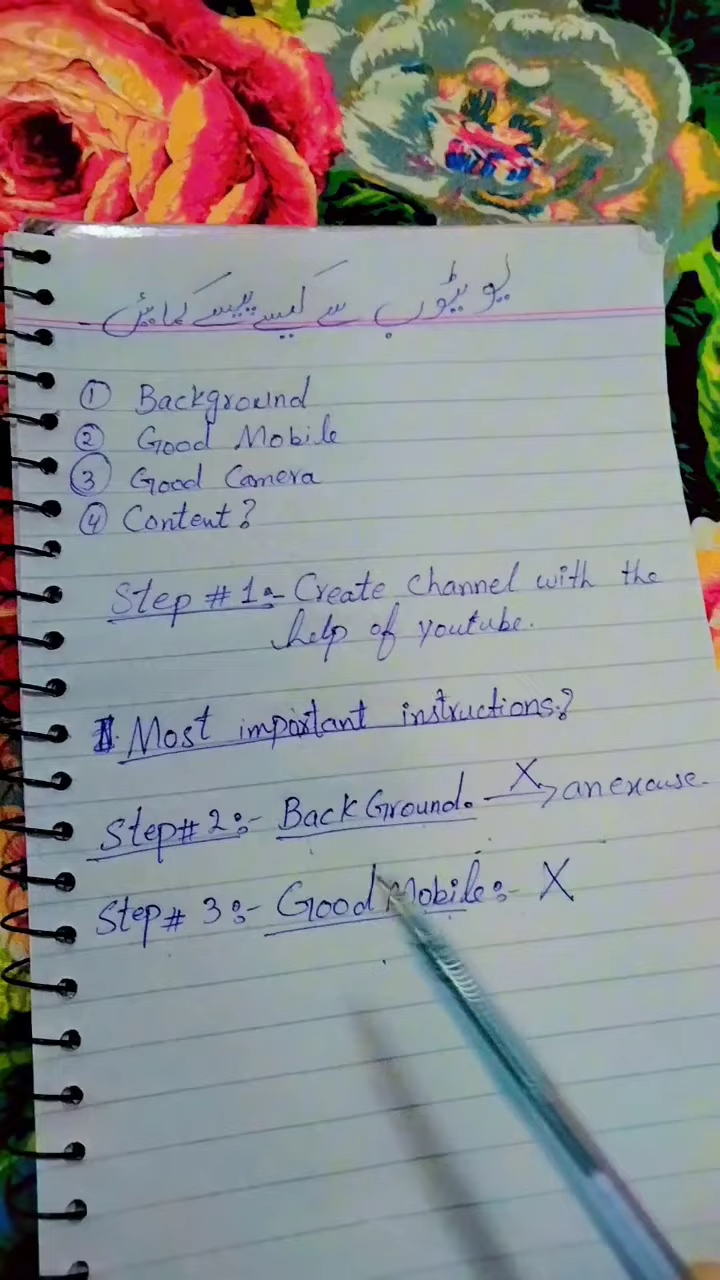 یوٹیوب سے کیسے پیسے کمائیں۔
① Background
② Good Mobile
③ Good Camera
④ Content?
Step # 1:- Create Channel with the
help of youtube.
Most important instructions?
Step# 2:- BackGround. X→ an excuse
Step# 3:- Good Mobile:- X